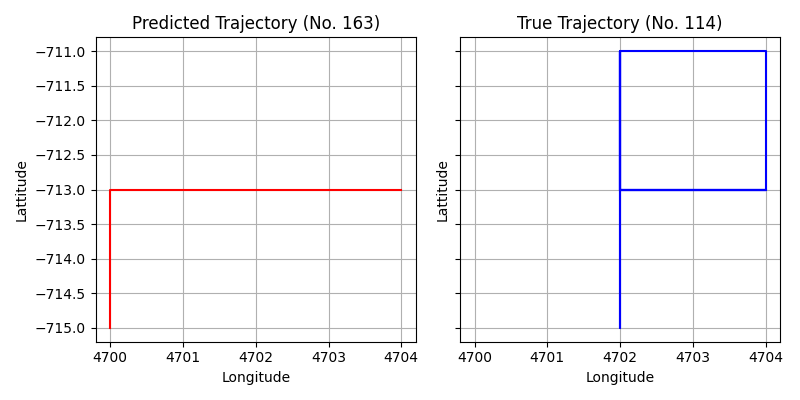 Predicted Trajectory (No. 163)
True Trajectory (No. 114)
−711.0
−711.5
−712.0
−712.5
−713.0
−713.5
−714.0
−714.5
−715.0
Lattitude
Lattitude
4700 4701 4702 4703 4704
4700 4701 4702 4703 4704
Longitude
Longitude